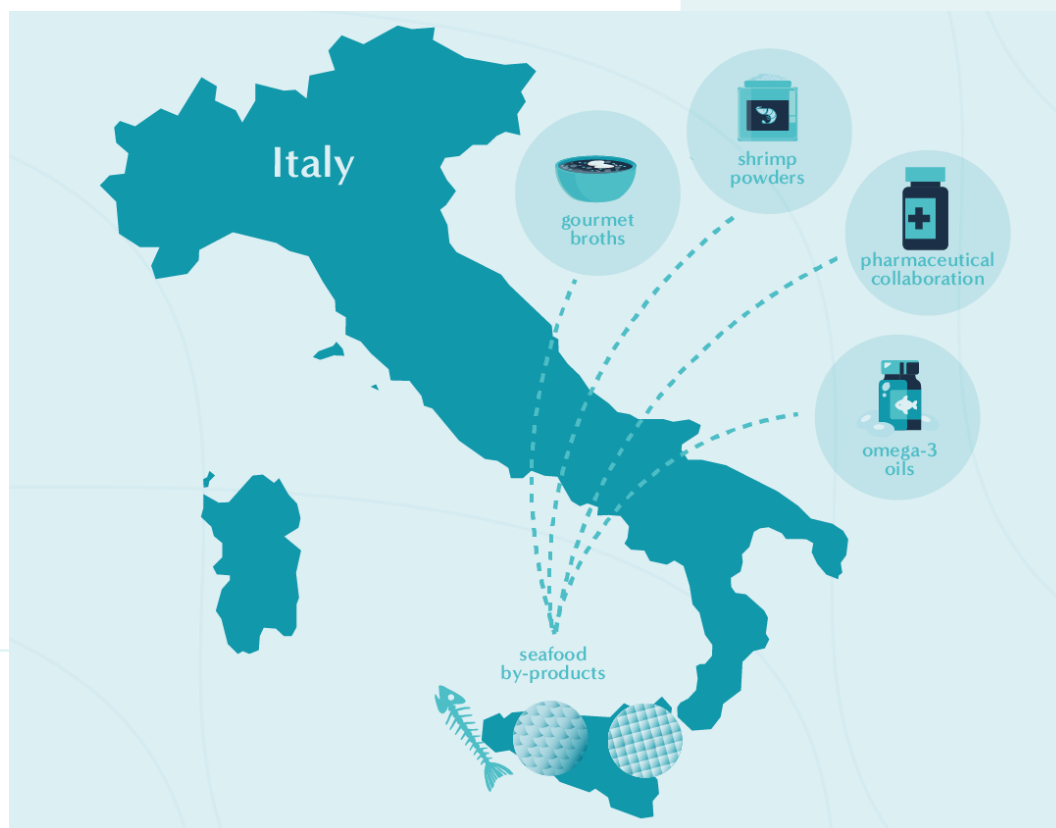 Italy
gourmet
broths
shrimp
powders
pharmaceutical
collaboration
omega-3
oils
seafood
by-products